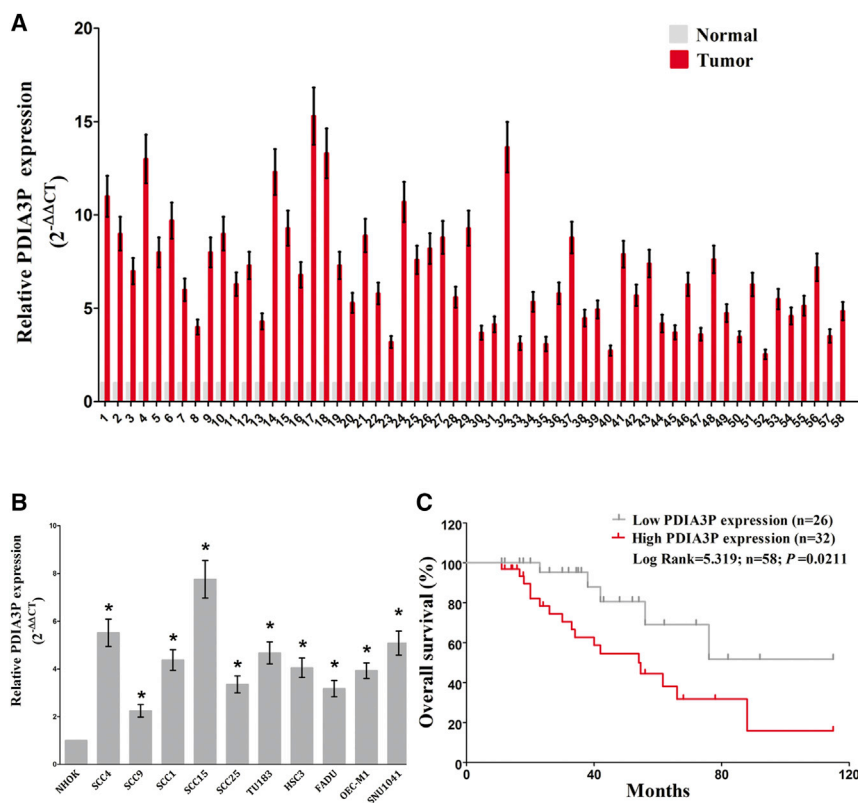 A
Normal
Tumor
Relative PDIA3P expression
(2-ΔΔCT)
20
15
10
5
0
1 2 3 4 5 6 7 8 9 10 11 12 13 14 15 16 17 18 19 20 21 22 23 24 25 26 27 28 29 30 31 32 33 34 35 36 37 38 39 40 41 42 43 44 45 46 47 48 49 50 51 52 53 54 55 56 57 58
B
Relative PDIA3P expression
(2-ΔΔCT)
10
8
6
4
2
0
* * * * * * * * * *
NHOK SCC4 SCC9 SCC1 SCC15 SCC25 TU183 HSC3 FADU OEC-M1 SNU1041
C
Low PDIA3P expression (n=26)
High PDIA3P expression (n=32)
Log Rank=5.319; n=58; P=0.0211
Overall survival (%)
120
100
80
60
40
20
0 40 80 120
Months